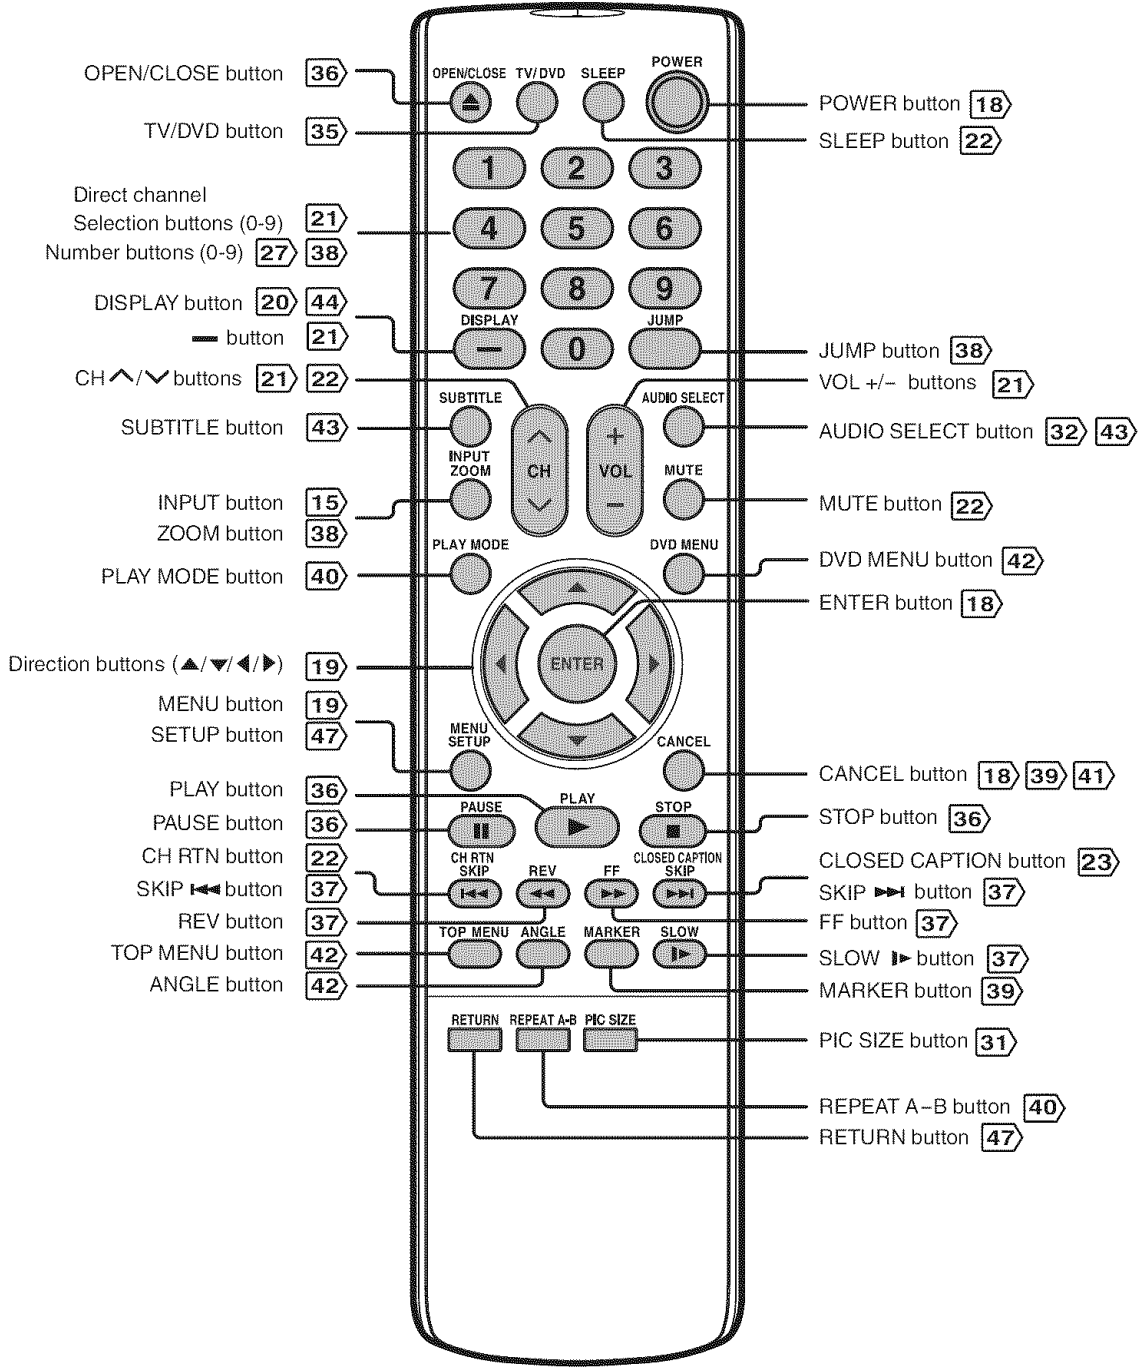 OPEN/CLOSE button 36
TV/DVD button 35
Direct channel
Selection buttons (0-9) 21
Number buttons (0-9) 27 38
DISPLAY button 20 44
– button 21
CH ∧/∨ buttons 21 22
SUBTITLE button 43
INPUT button 15
ZOOM button 38
PLAY MODE button 40
Direction buttons (▲/▼/◀/▶) 19
MENU button 19
SETUP button 47
PLAY button 36
PAUSE button 36
CH RTN button 22
SKIP ⏮ button 37
REV button 37
TOP MENU button 42
ANGLE button 42
OPEN/CLOSE TV/DVD SLEEP POWER
1 2 3
4 5 6
7 8 9
DISPLAY JUMP
– 0
SUBTITLE AUDIO SELECT
INPUT
ZOOM
∧ CH ∨
+ VOL –
MUTE
PLAY MODE DVD MENU
ENTER
MENU
SETUP
CANCEL
PAUSE PLAY STOP
CH RTN CLOSED CAPTION
SKIP REV FF SKIP
TOP MENU ANGLE MARKER SLOW
RETURN REPEAT A-B PIC SIZE
POWER button 18
SLEEP button 22
JUMP button 38
VOL +/– buttons 21
AUDIO SELECT button 32 43
MUTE button 22
DVD MENU button 42
ENTER button 18
CANCEL button 18 39 41
STOP button 36
CLOSED CAPTION button 23
SKIP ⏭ button 37
FF button 37
SLOW I▶ button 37
MARKER button 39
PIC SIZE button 31
REPEAT A–B button 40
RETURN button 47